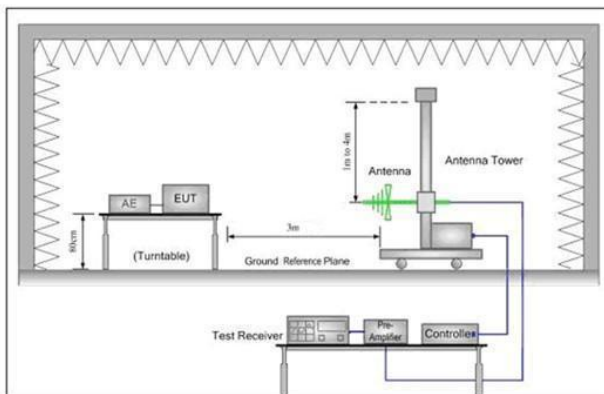 1m to 4m
Antenna
Antenna Tower
AE
EUT
80cm
(Turntable)
3m
Ground Reference Plane
Test Receiver
Pre-
Amplifier
Controller